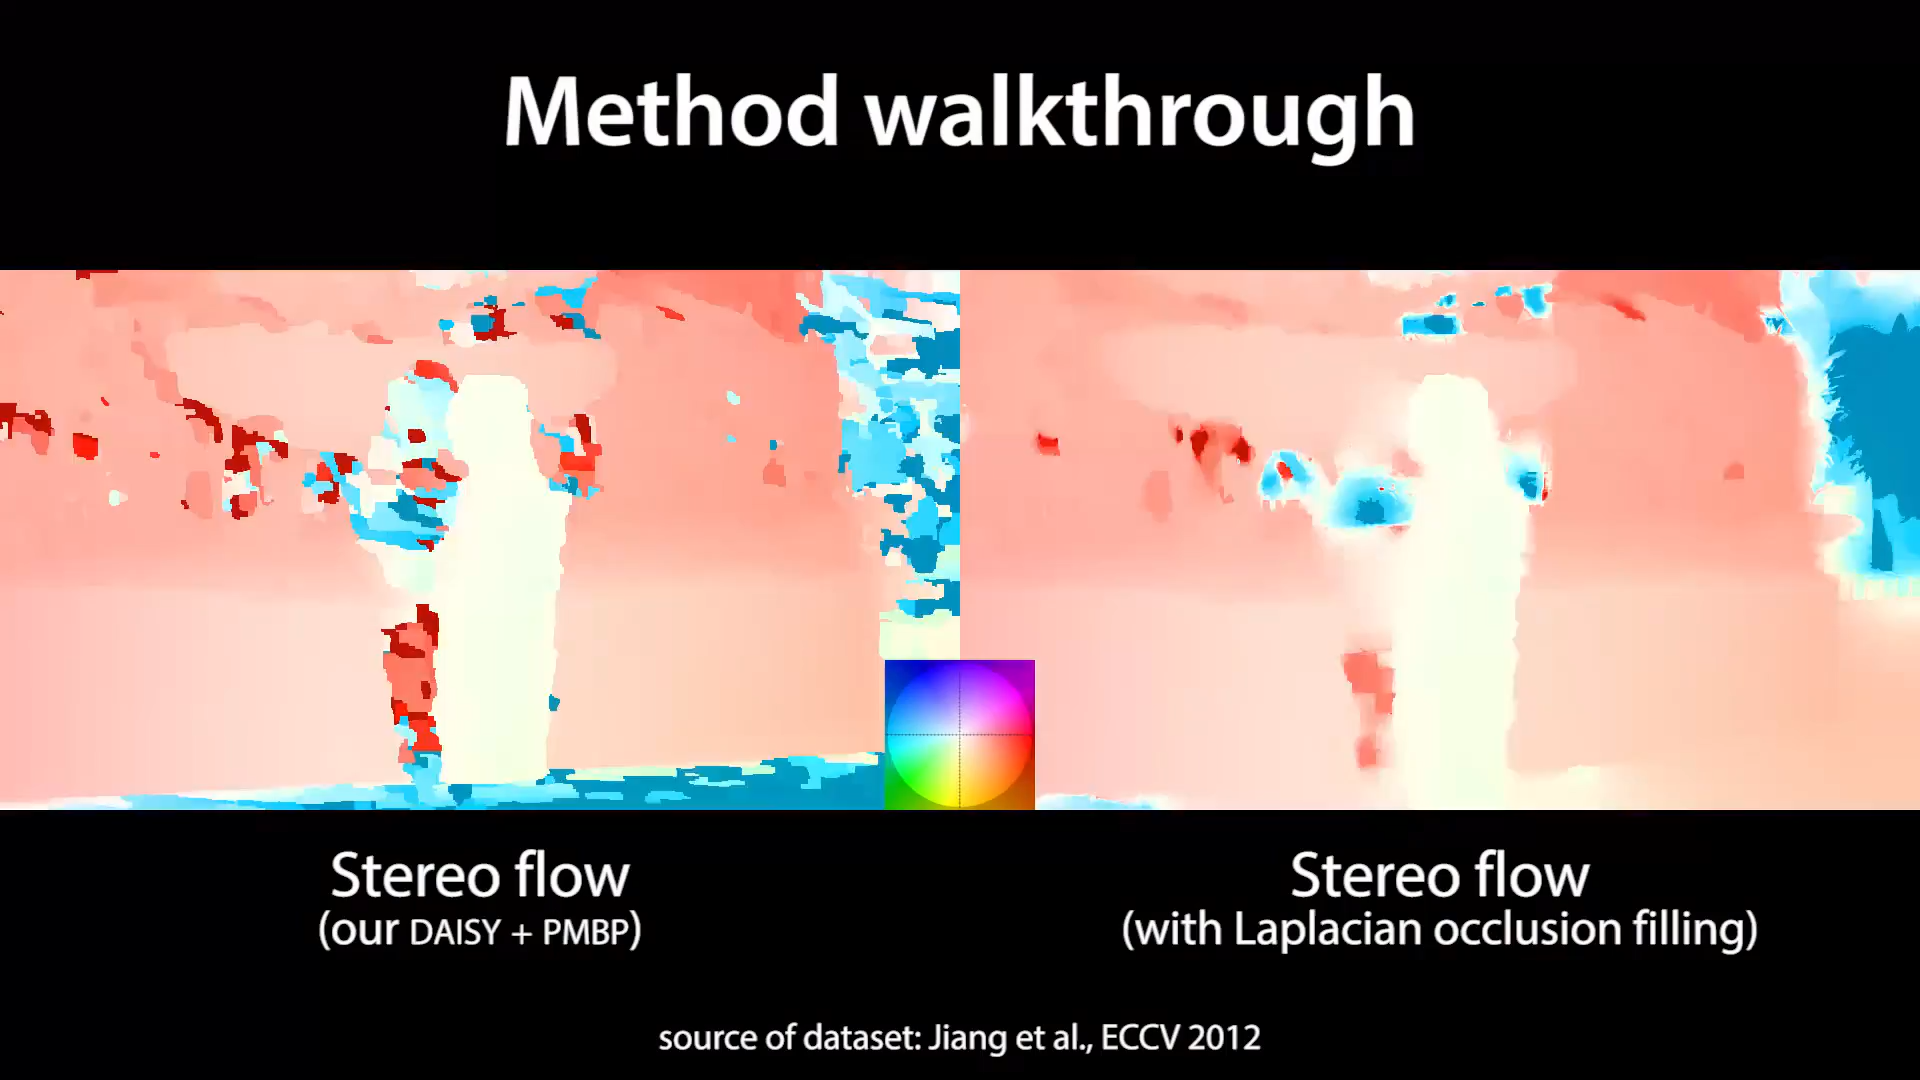 Method walkthrough
Stereo flow
(our DAISY + PMBP)
Stereo flow
(with Laplacian occlusion filling)
source of dataset: Jiang et al., ECCV 2012